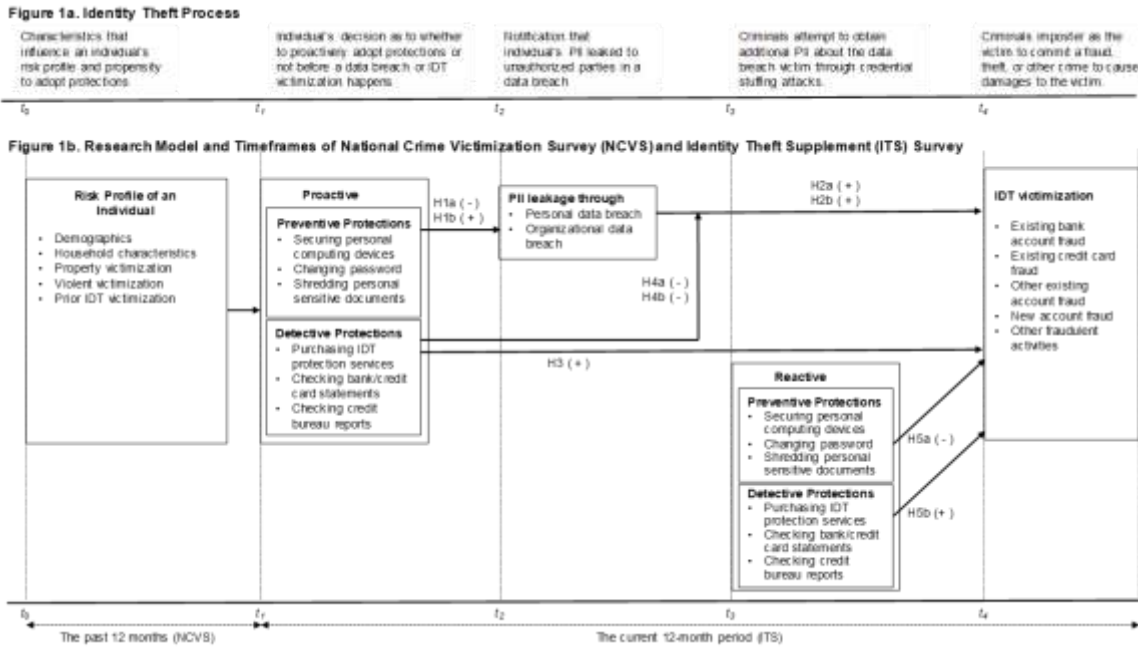 Figure 1a. Identity Theft Process
Characteristics that
influence an individual's
risk profile and propensity
to adopt protections
Individual's decision as to whether
to proactively adopt protections or
not before a data breach or IDT
victimization happens
Notification that
individual's PII leaked to
unauthorized parties in a
data breach
Criminals attempt to obtain
additional PII about the data
breach victim through credential
stuffing attacks.
Criminals imposter as the
victim to commit a fraud,
theft, or other crime to cause
damages to the victim.
t0
t1
t2
t3
t4
Figure 1b. Research Model and Timeframes of National Crime Victimization Survey (NCVS) and Identity Theft Supplement (ITS) Survey
Risk Profile of an
Individual
• Demographics
• Household characteristics
• Property victimization
• Violent victimization
• Prior IDT victimization
Proactive
Preventive Protections
• Securing personal
computing devices
• Changing password
• Shredding personal
sensitive documents
Detective Protections
• Purchasing IDT
protection services
• Checking bank/credit
card statements
• Checking credit
bureau reports
H1a ( - )
H1b ( + )
PII leakage through
• Personal data breach
• Organizational data
breach
H2a ( + )
H2b ( + )
H4a ( - )
H4b ( - )
H3 ( + )
Reactive
Preventive Protections
• Securing personal
computing devices
• Changing password
• Shredding personal
sensitive documents
Detective Protections
• Purchasing IDT
protection services
• Checking bank/credit
card statements
• Checking credit
bureau reports
H5a ( - )
H5b ( + )
IDT victimization
• Existing bank
account fraud
• Existing credit card
fraud
• Other existing
account fraud
• New account fraud
• Other fraudulent
activities
t0
t1
t2
t3
t4
The past 12 months (NCVS)
The current 12-month period (ITS)